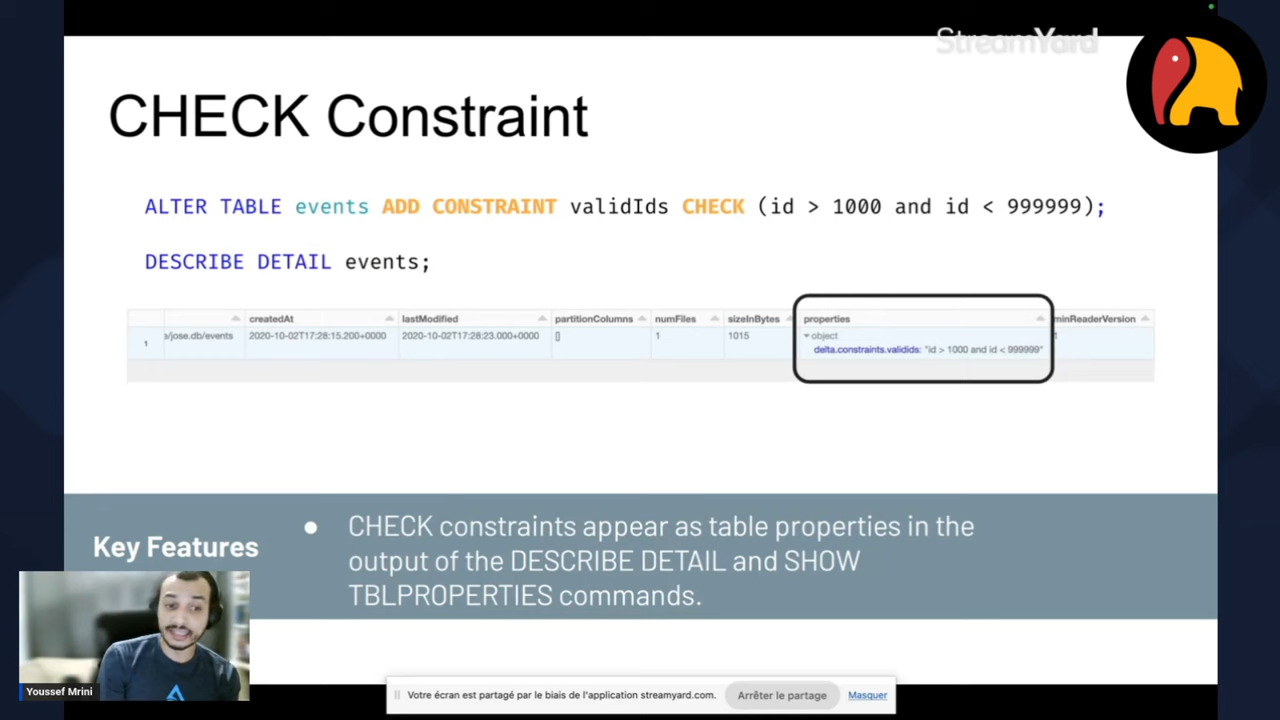 StreamYard
CHECK Constraint
ALTER TABLE events ADD CONSTRAINT validIds CHECK (id > 1000 and id < 999999);
DESCRIBE DETAIL events;
createdAt lastModified partitionColumns numFiles sizeInBytes properties minReaderVersion
1 s/jose.db/events 2020-10-02T17:28:15.200+0000 2020-10-02T17:28:23.000+0000 [] 1 1015 object 1
delta.constraints.validids: "id > 1000 and id < 999999"
Key Features
● CHECK constraints appear as table properties in the
output of the DESCRIBE DETAIL and SHOW
TBLPROPERTIES commands.
Youssef Mrini
Votre écran est partagé par le biais de l'application streamyard.com. Arrêter le partage Masquer